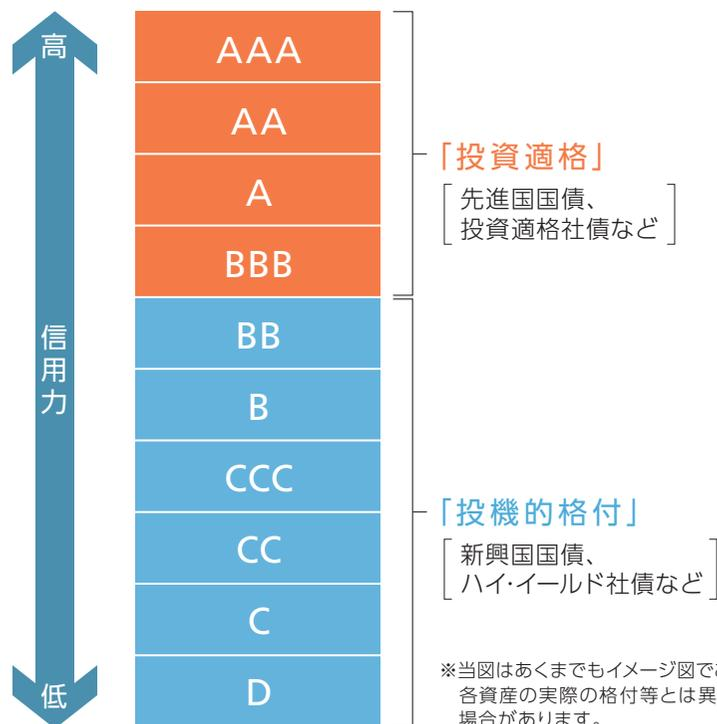 高
信用力
低
AAA
AA
A
BBB
BB
B
CCC
CC
C
D
「投資適格」
先進国国債、
投資適格社債など
「投機的格付」
新興国国債、
ハイ・イールド社債など
※当図はあくまでもイメージ図で
各資産の実際の格付等とは異
場合があります。